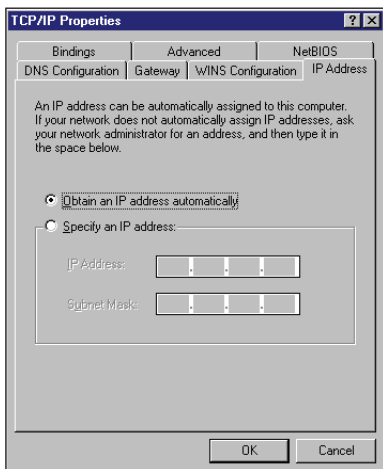 TCP/IP Properties
Bindings Advanced NetBIOS
DNS Configuration Gateway WINS Configuration IP Address
An IP address can be automatically assigned to this computer.
If your network does not automatically assign IP addresses, ask
your network administrator for an address, and then type it in
the space below.
Obtain an IP address automatically
Specify an IP address:
IP Address:
Subnet Mask:
OK Cancel